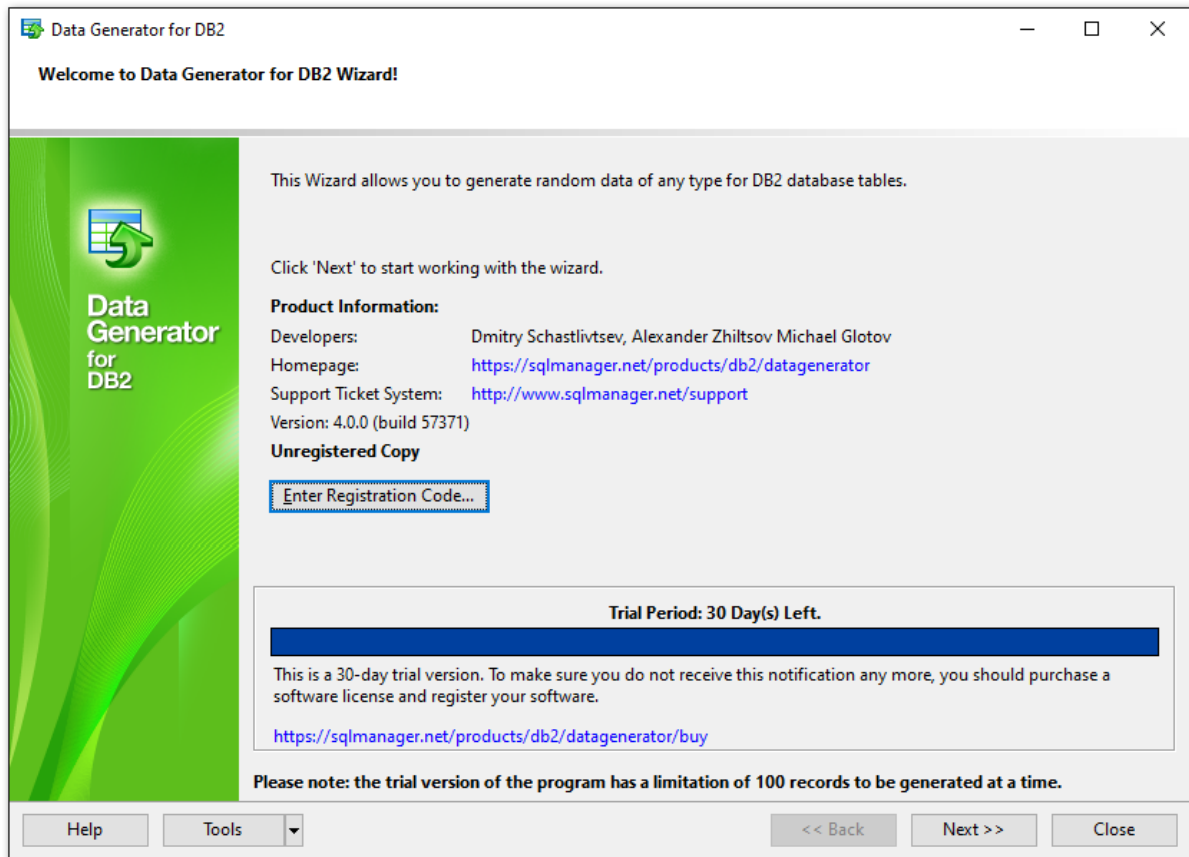 Data Generator for DB2
Welcome to Data Generator for DB2 Wizard!
Data
Generator
for
DB2
This Wizard allows you to generate random data of any type for DB2 database tables.
Click 'Next' to start working with the wizard.
Product Information:
Developers: Dmitry Schastlivtsev, Alexander Zhiltsov Michael Glotov
Homepage: https://sqlmanager.net/products/db2/datagenerator
Support Ticket System: http://www.sqlmanager.net/support
Version: 4.0.0 (build 57371)
Unregistered Copy
Enter Registration Code...
Trial Period: 30 Day(s) Left.
This is a 30-day trial version. To make sure you do not receive this notification any more, you should purchase a
software license and register your software.
https://sqlmanager.net/products/db2/datagenerator/buy
Please note: the trial version of the program has a limitation of 100 records to be generated at a time.
Help Tools << Back Next >> Close